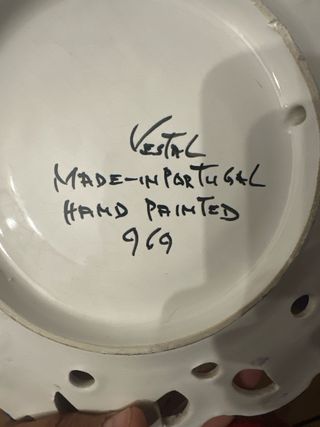 Vestal
MADE-IN PORTUGAL
HAND PAINTED
969